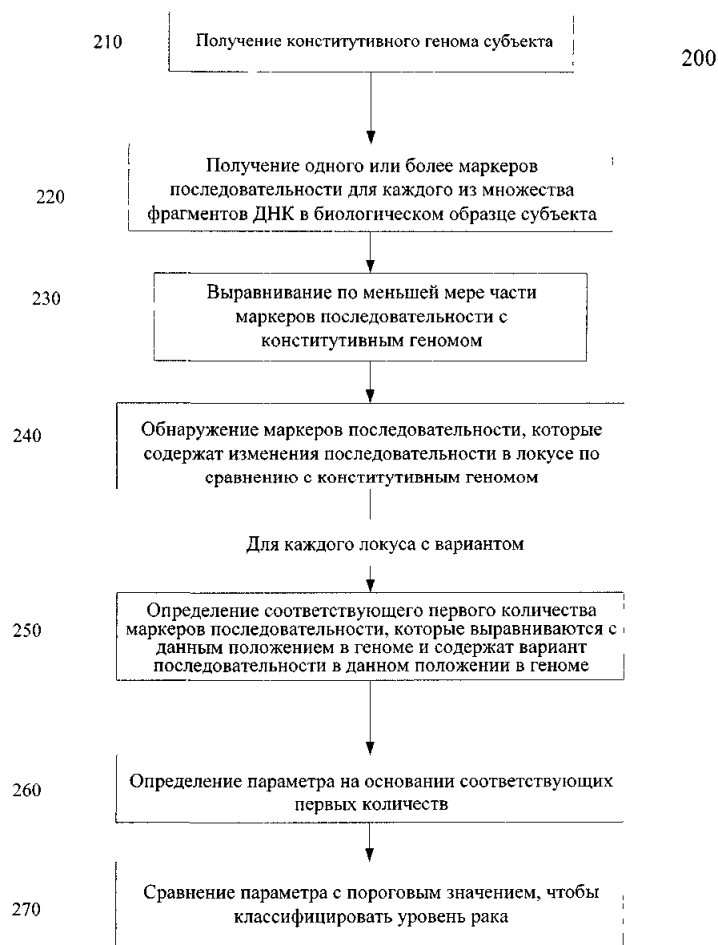 210
Получение конститутивного генома субъекта
200
220
Получение одного или более маркеров
последовательности для каждого из множества
фрагментов ДНК в биологическом образце субъекта
230
Выравнивание по меньшей мере части
маркеров последовательности с
конститутивным геномом
240
Обнаружение маркеров последовательности, которые
содержат изменения последовательности в локусе по
сравнению с конститутивным геномом
Для каждого локуса с вариантом
250
Определение соответствующего первого количества
маркеров последовательности, которые выравниваются с
данным положением в геноме и содержат вариант
последовательности в данном положении в геноме
260
Определение параметра на основании соответствующих
первых количеств
270
Сравнение параметра с пороговым значением, чтобы
классифицировать уровень рака